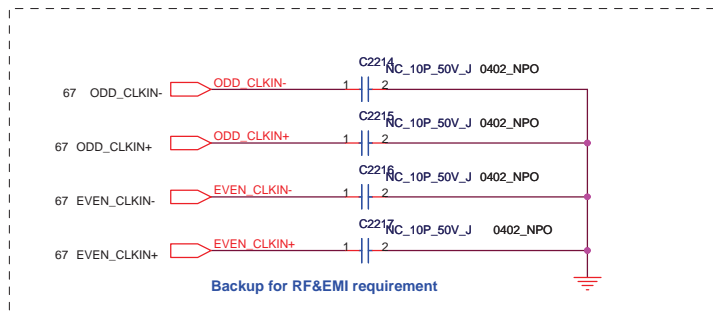 C2214
NC_10P_50V_J 0402_NPO
67 ODD_CLKIN- ODD_CLKIN- 1 2
C2215
NC_10P_50V_J 0402_NPO
67 ODD_CLKIN+ ODD_CLKIN+ 1 2
C2216
NC_10P_50V_J 0402_NPO
67 EVEN_CLKIN- EVEN_CLKIN- 1 2
C2217
NC_10P_50V_J 0402_NPO
67 EVEN_CLKIN+ EVEN_CLKIN+ 1 2
Backup for RF&EMI requirement